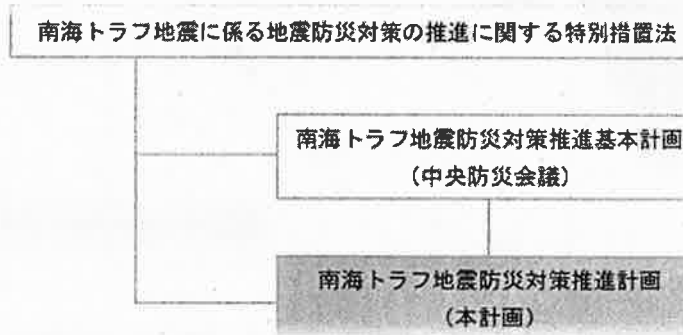 南海トラフ地震に係る地震防災対策の推進に関する特別措置法
南海トラフ地震防災対策推進基本計画
（中央防災会議）
南海トラフ地震防災対策推進計画
（本計画）